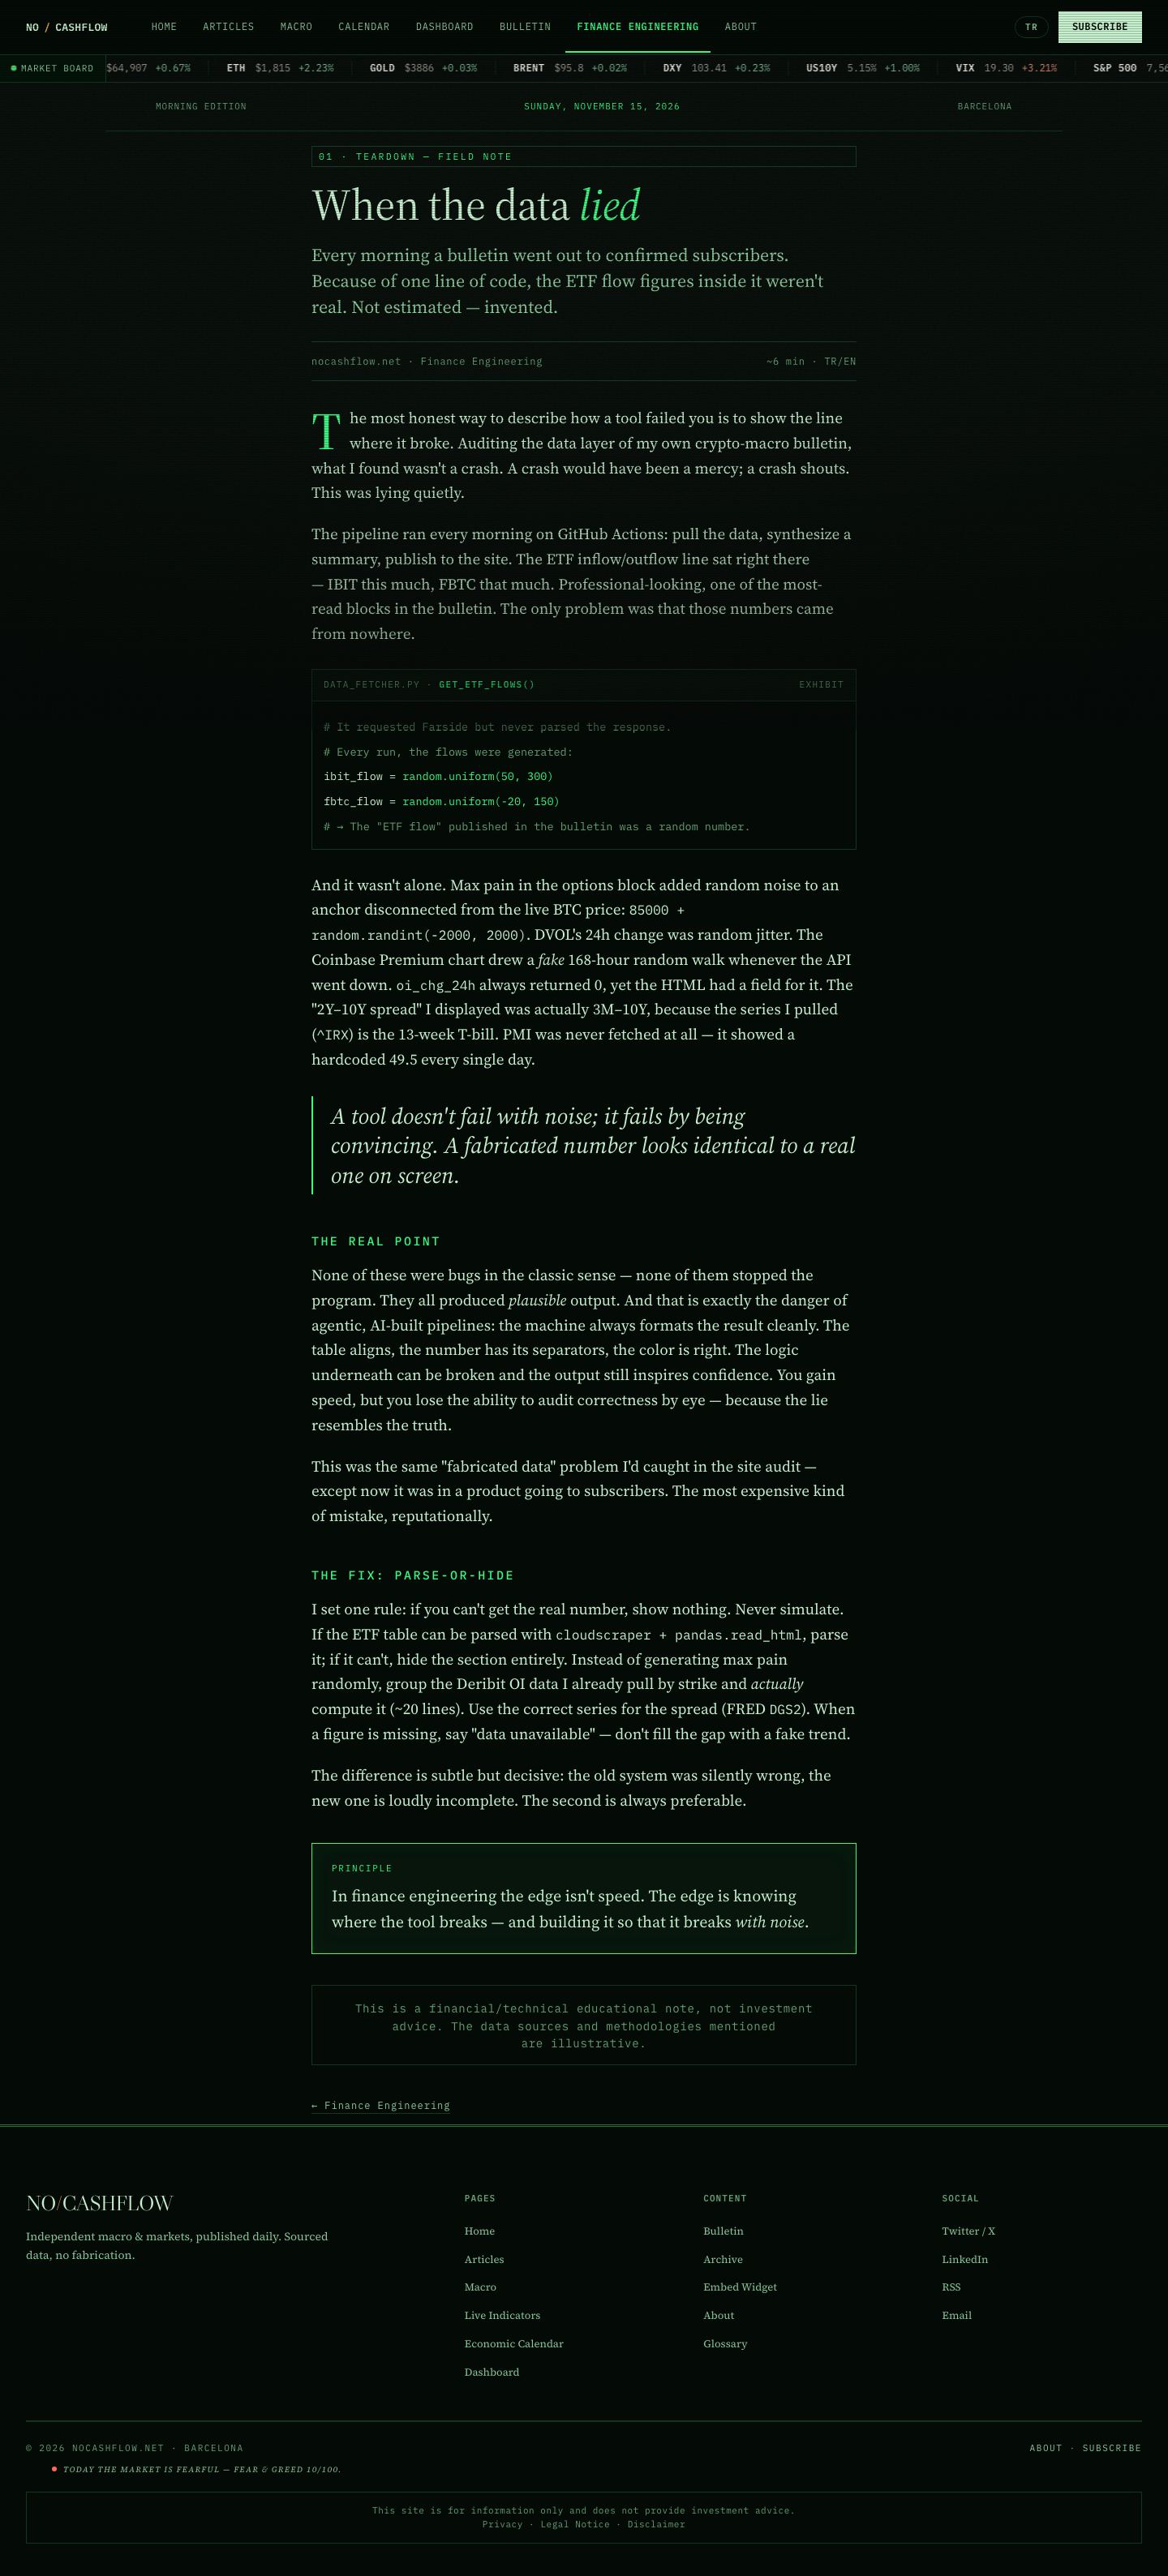 NO / CASHFLOW
HOME ARTICLES MACRO CALENDAR DASHBOARD BULLETIN FINANCE ENGINEERING ABOUT
TR SUBSCRIBE
MARKET BOARD $64,907 +0.67% ETH $1,815 +2.23% GOLD $3886 +0.03% BRENT $95.8 +0.02% DXY 103.41 +0.23% US10Y 5.15% +1.00% VIX 19.30 +3.21% S&P 500
MORNING EDITION SUNDAY, NOVEMBER 15, 2026 BARCELONA
01 · TEARDOWN — FIELD NOTE
When the data lied
Every morning a bulletin went out to confirmed subscribers.
Because of one line of code, the ETF flow figures inside it weren't
real. Not estimated — invented.
nocashflow.net · Finance Engineering ~6 min · TR/EN
The most honest way to describe how a tool failed you is to show the line
where it broke. Auditing the data layer of my own crypto-macro bulletin,
what I found wasn't a crash. A crash would have been a mercy; a crash shouts.
This was lying quietly.
The pipeline ran every morning on GitHub Actions: pull the data, synthesize a
summary, publish to the site. The ETF inflow/outflow line sat right there
— IBIT this much, FBTC that much. Professional-looking, one of the most-
read blocks in the bulletin. The only problem was that those numbers came
from nowhere.
DATA_FETCHER.PY · GET_ETF_FLOWS() EXHIBIT
# It requested Farside but never parsed the response.
# Every run, the flows were generated:
ibit_flow = random.uniform(50, 300)
fbtc_flow = random.uniform(-20, 150)
# → The "ETF flow" published in the bulletin was a random number.
And it wasn't alone. Max pain in the options block added random noise to an
anchor disconnected from the live BTC price: 85000 +
random.randint(-2000, 2000). DVOL's 24h change was random jitter. The
Coinbase Premium chart drew a fake 168-hour random walk whenever the API
went down. oi_chg_24h always returned 0, yet the HTML had a field for it. The
"2Y–10Y spread" I displayed was actually 3M–10Y, because the series I pulled
(^IRX) is the 13-week T-bill. PMI was never fetched at all — it showed a
hardcoded 49.5 every single day.
A tool doesn't fail with noise; it fails by being
convincing. A fabricated number looks identical to a real
one on screen.
THE REAL POINT
None of these were bugs in the classic sense — none of them stopped the
program. They all produced plausible output. And that is exactly the danger of
agentic, AI-built pipelines: the machine always formats the result cleanly. The
table aligns, the number has its separators, the color is right. The logic
underneath can be broken and the output still inspires confidence. You gain
speed, but you lose the ability to audit correctness by eye — because the lie
resembles the truth.
This was the same "fabricated data" problem I'd caught in the site audit —
except now it was in a product going to subscribers. The most expensive kind
of mistake, reputationally.
THE FIX: PARSE-OR-HIDE
I set one rule: if you can't get the real number, show nothing. Never simulate.
If the ETF table can be parsed with cloudscraper + pandas.read_html, parse
it; if it can't, hide the section entirely. Instead of generating max pain
randomly, group the Deribit OI data I already pull by strike and actually
compute it (~20 lines). Use the correct series for the spread (FRED DGS2). When
a figure is missing, say "data unavailable" — don't fill the gap with a fake trend.
The difference is subtle but decisive: the old system was silently wrong, the
new one is loudly incomplete. The second is always preferable.
PRINCIPLE
In finance engineering the edge isn't speed. The edge is knowing
where the tool breaks — and building it so that it breaks with noise.
This is a financial/technical educational note, not investment
advice. The data sources and methodologies mentioned
are illustrative.
← Finance Engineering
NO/CASHFLOW
Independent macro & markets, published daily. Sourced
data, no fabrication.
PAGES
Home
Articles
Macro
Live Indicators
Economic Calendar
Dashboard
CONTENT
Bulletin
Archive
Embed Widget
About
Glossary
SOCIAL
Twitter / X
LinkedIn
RSS
Email
© 2026 NOCASHFLOW.NET · BARCELONA
ABOUT · SUBSCRIBE
TODAY THE MARKET IS FEARFUL — FEAR & GREED 10/100.
This site is for information only and does not provide investment advice.
Privacy · Legal Notice · Disclaimer